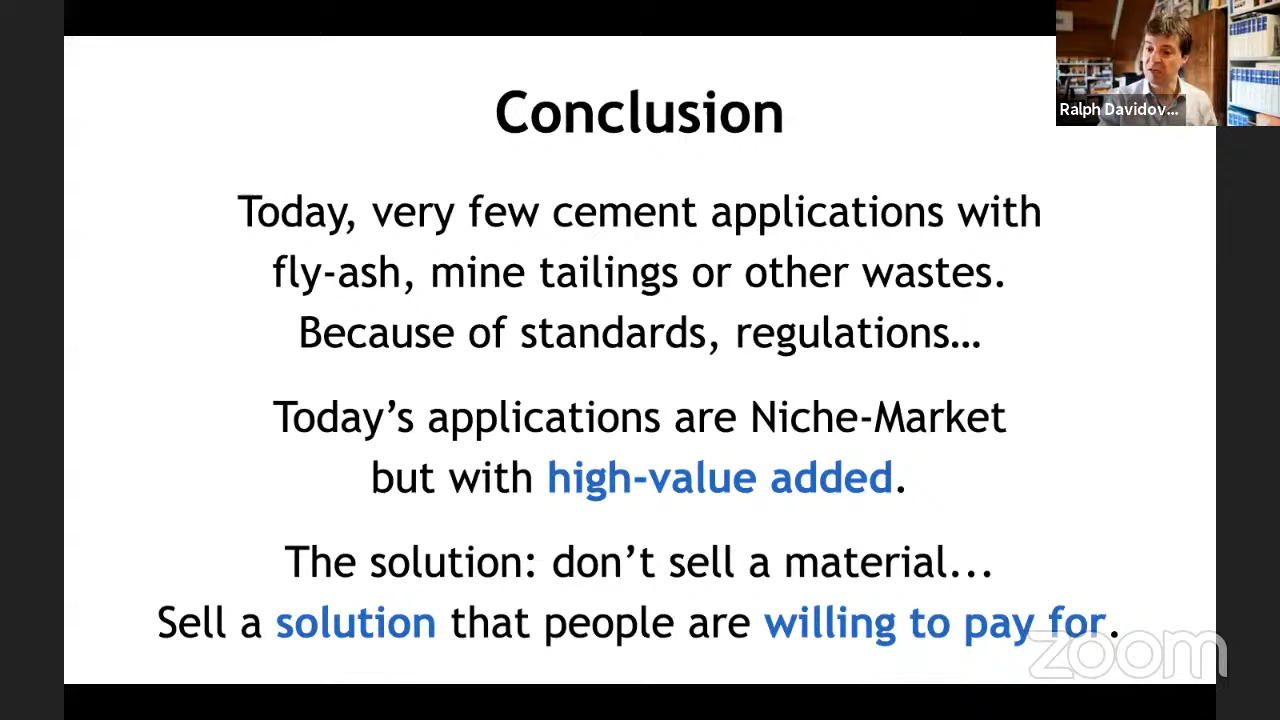 Conclusion
Ralph Davidov...
Today, very few cement applications with
fly-ash, mine tailings or other wastes.
Because of standards, regulations…
Today’s applications are Niche-Market
but with high-value added.
The solution: don’t sell a material...
Sell a solution that people are willing to pay for.
zoom